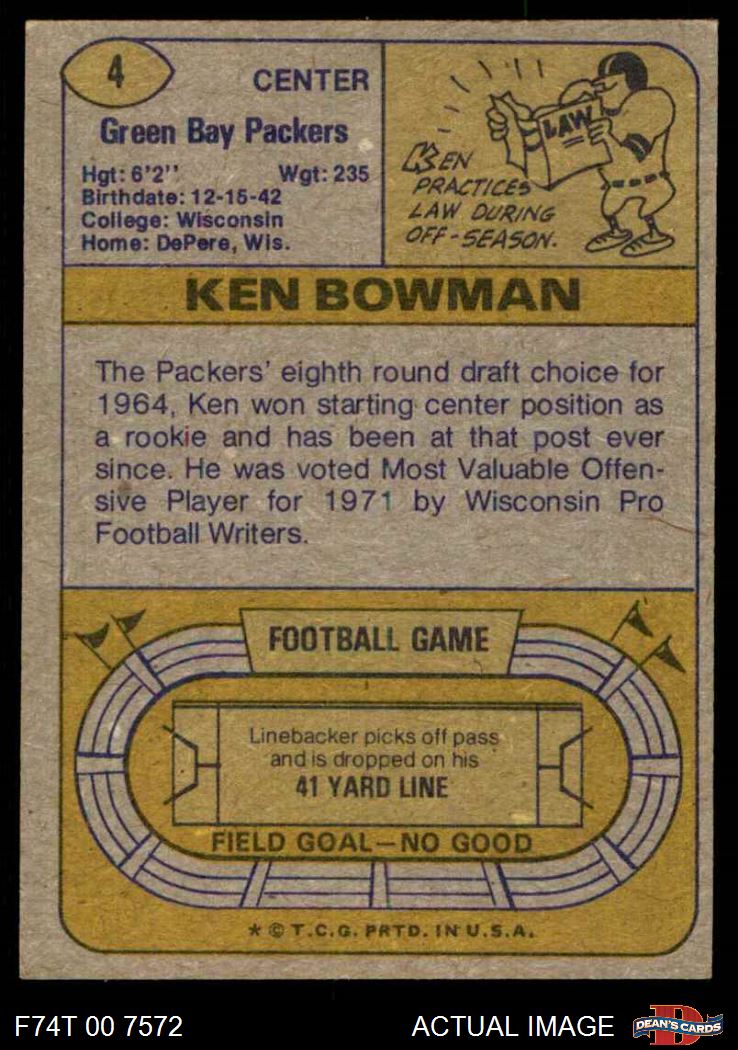 4
CENTER
Green Bay Packers
Hgt: 6'2'' Wgt: 235
Birthdate: 12-15-42
College: Wisconsin
Home: DePere, Wis.
LAW
KEN
PRACTICES
LAW DURING
OFF-SEASON.
KEN BOWMAN
The Packers' eighth round draft choice for
1964, Ken won starting center position as
a rookie and has been at that post ever
since. He was voted Most Valuable Offen-
sive Player for 1971 by Wisconsin Pro
Football Writers.
FOOTBALL GAME
Linebacker picks off pass
and is dropped on his
41 YARD LINE
FIELD GOAL—NO GOOD
* © T.C.G. PRTD. IN U.S.A.
F74T 00 7572 ACTUAL IMAGE
D
DEAN'S CARDS